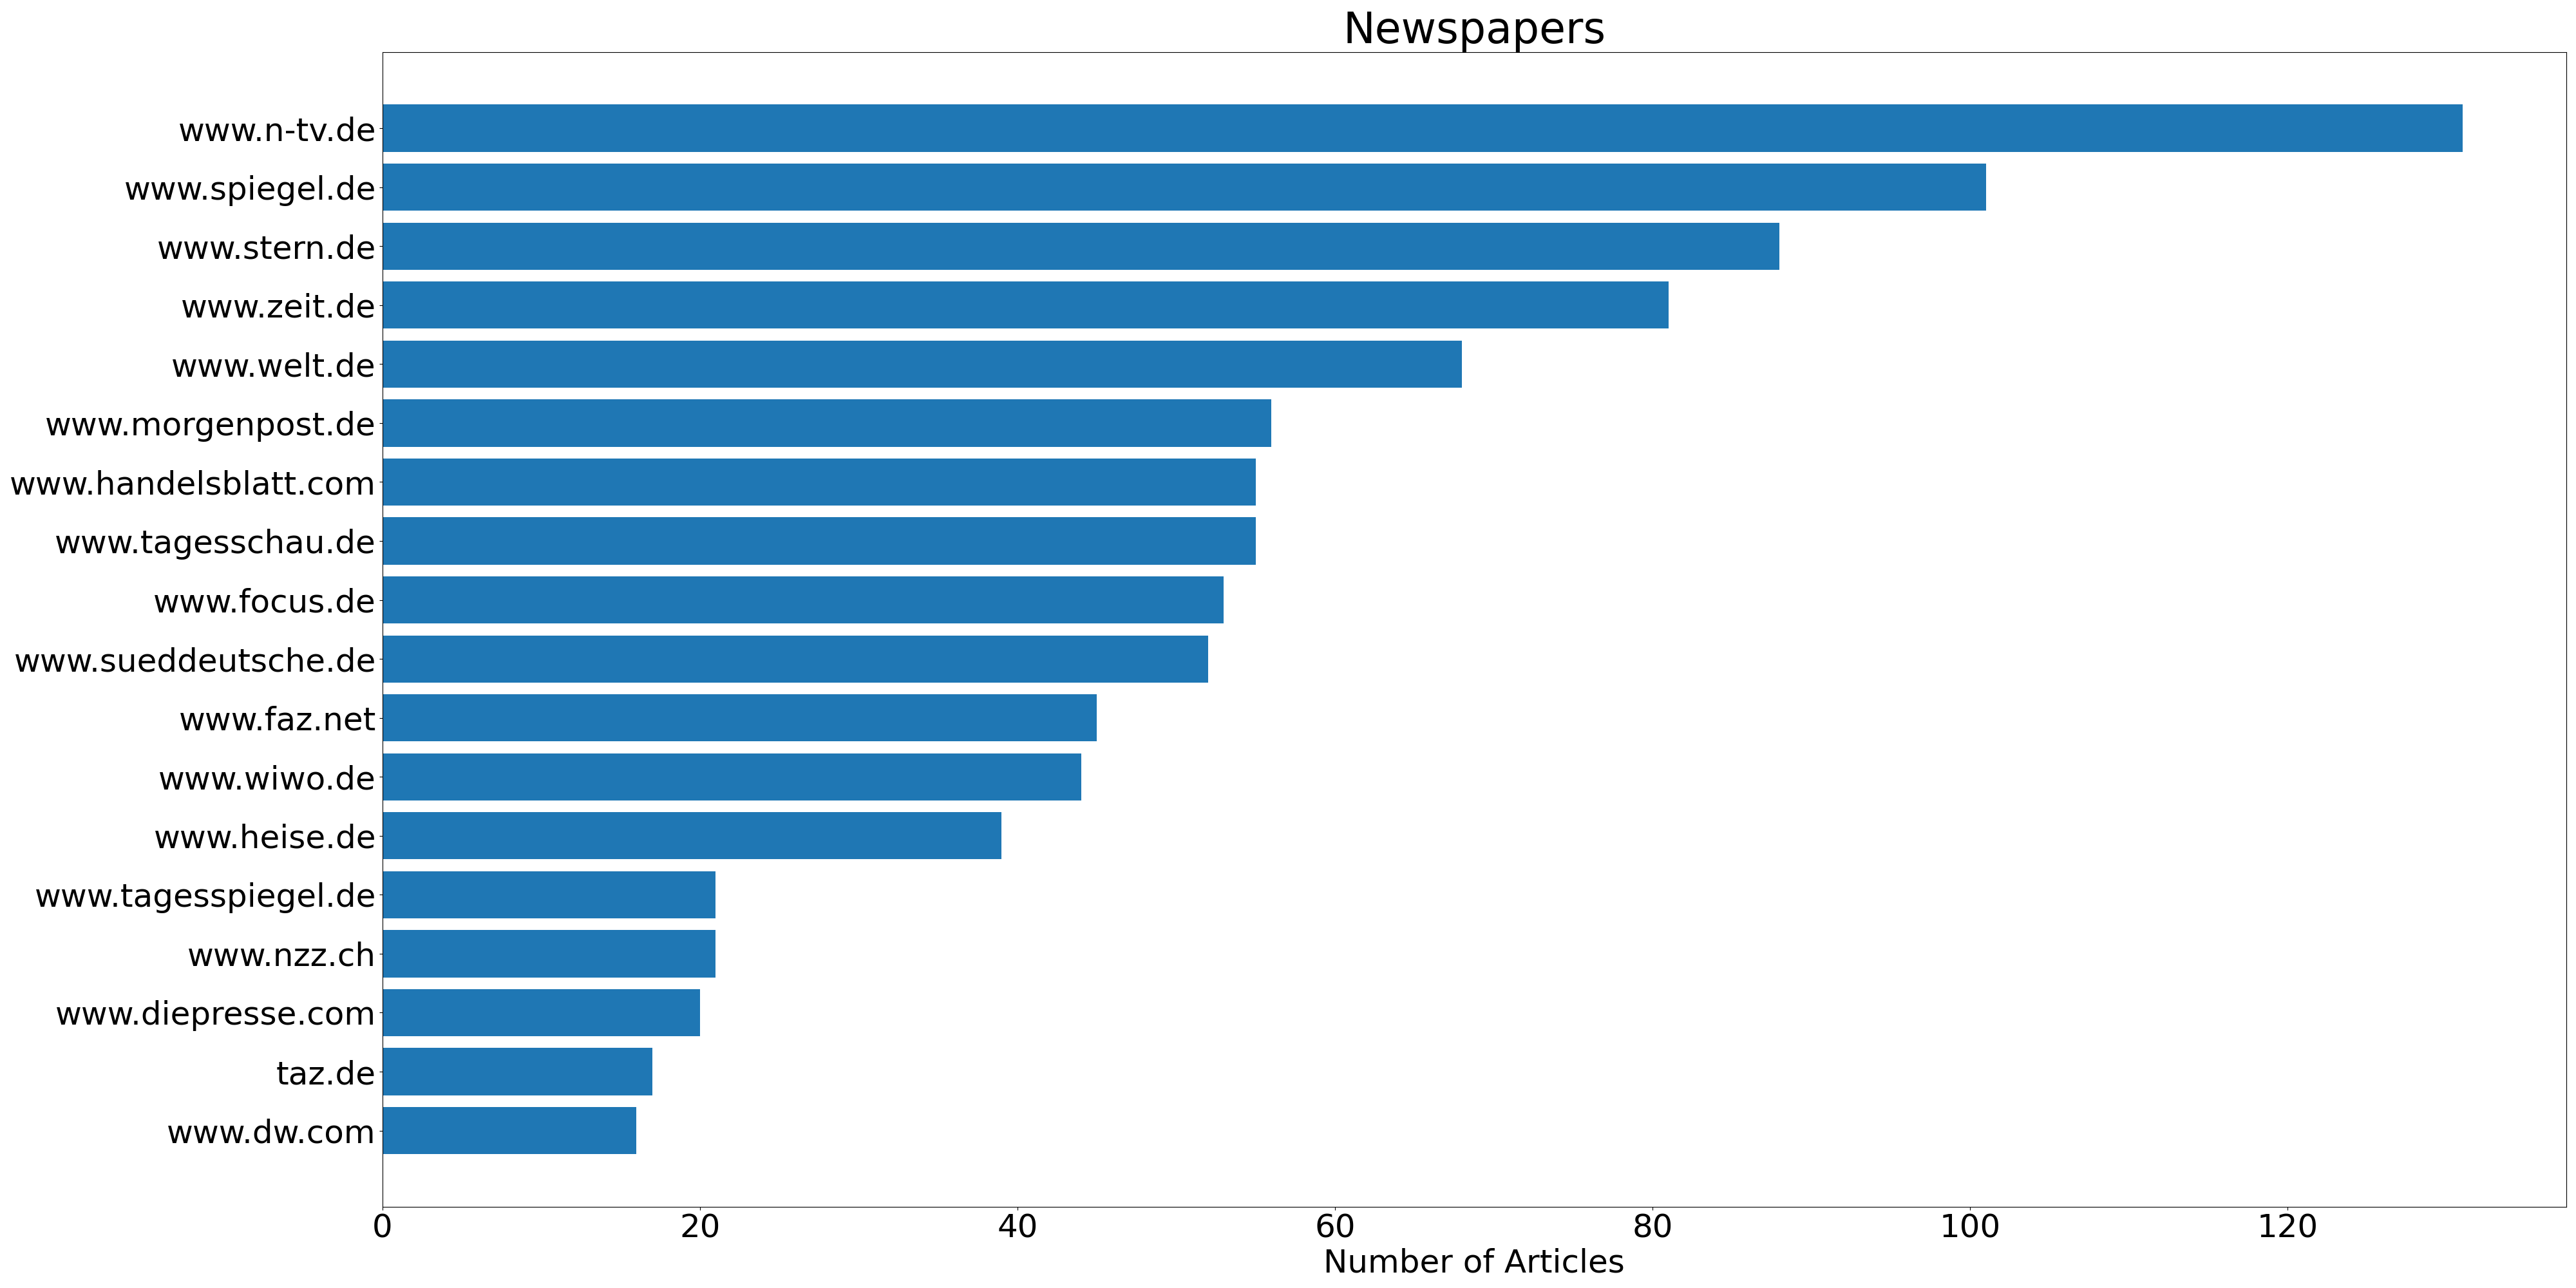 Newspapers
www.n-tv.de
www.spiegel.de
www.stern.de
www.zeit.de
www.welt.de
www.morgenpost.de
www.handelsblatt.com
www.tagesschau.de
www.focus.de
www.sueddeutsche.de
www.faz.net
www.wiwo.de
www.heise.de
www.tagesspiegel.de
www.nzz.ch
www.diepresse.com
taz.de
www.dw.com
0 20 40 60 80 100 120
Number of Articles